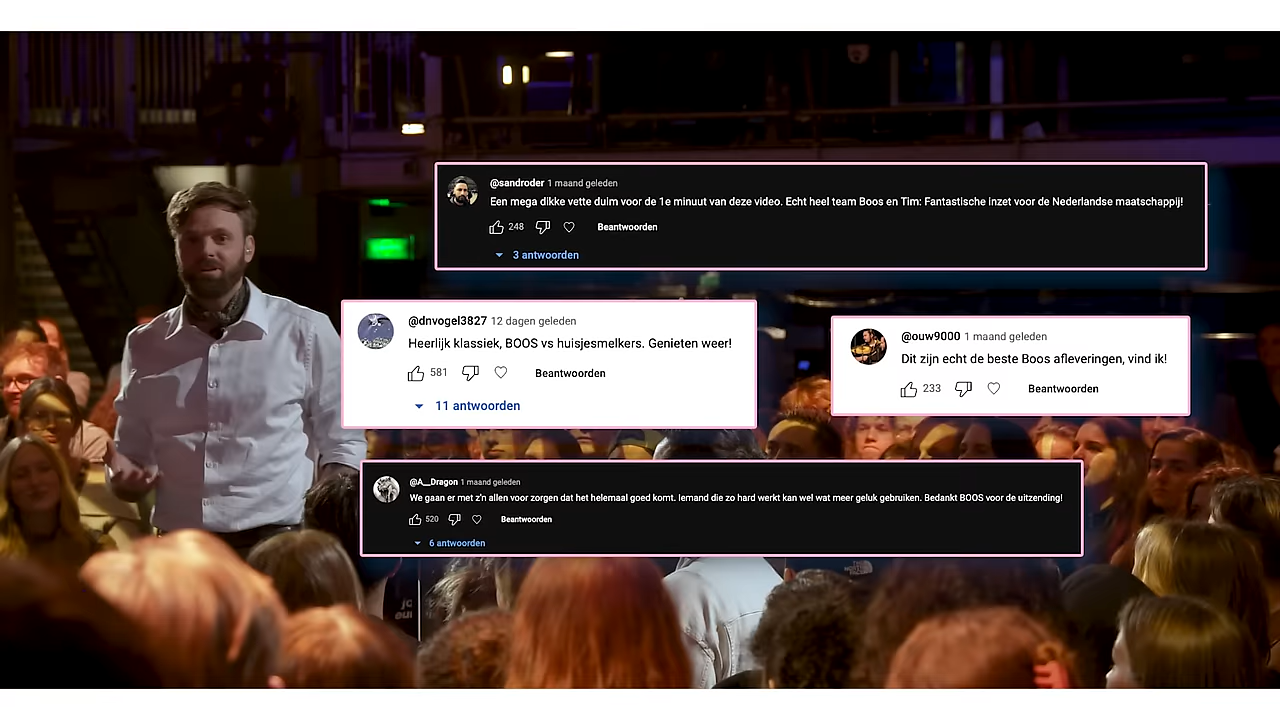 @sandroder 1 maand geleden
Een mega dikke vette duim voor de 1e minuut van deze video. Echt heel team Boos en Tim: Fantastische inzet voor de Nederlandse maatschappij!
248 Beantwoorden
3 antwoorden
@dnvogel3827 12 dagen geleden
Heerlijk klassiek, BOOS vs huisjesmelkers. Genieten weer!
581 Beantwoorden
11 antwoorden
@ouw9000 1 maand geleden
Dit zijn echt de beste Boos afleveringen, vind ik!
233 Beantwoorden
@A__Dragon 1 maand geleden
We gaan er met z'n allen voor zorgen dat het helemaal goed komt. Iemand die zo hard werkt kan wel wat meer geluk gebruiken. Bedankt BOOS voor de uitzending!
520 Beantwoorden
6 antwoorden